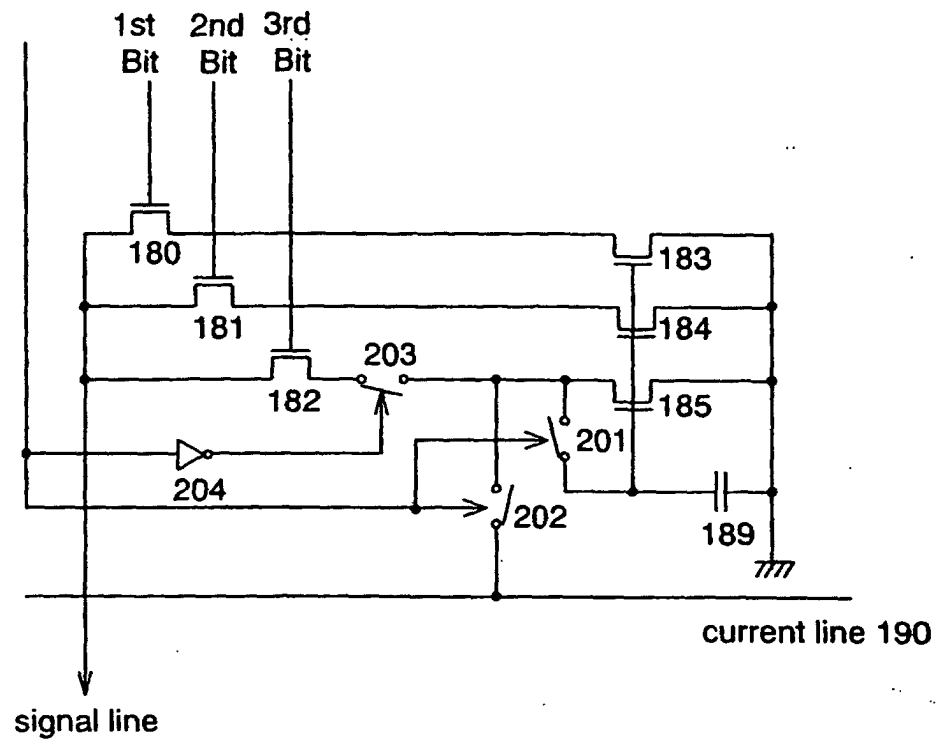 1st 2nd 3rd
Bit Bit Bit
180
183
181
184
203
182
185
201
204
202
189
current line 190
signal line